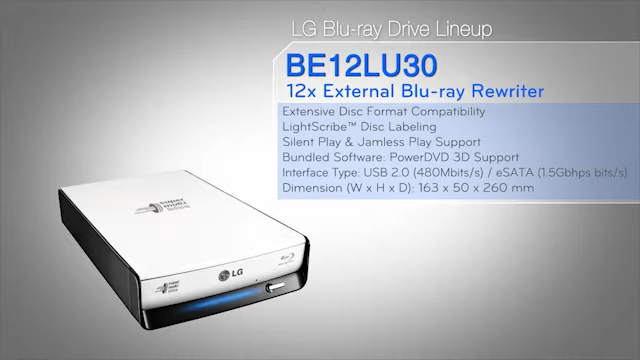 LG Blu-ray Drive Lineup
BE12LU30
12x External Blu-ray Rewriter
Extensive Disc Format Compatibility
LightScribe™ Disc Labeling
Silent Play & Jamless Play Support
Bundled Software: PowerDVD 3D Support
Interface Type: USB 2.0 (480Mbits/s) / eSATA (1.5Gbhps bits/s)
Dimension (W x H x D): 163 x 50 x 260 mm
super
multi
LG